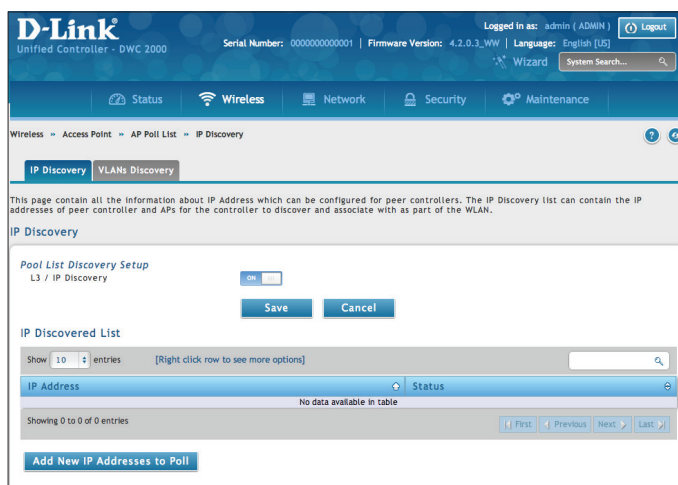 D-Link®
Unified Controller - DWC 2000
Logged in as: admin ( ADMIN ) Logout
Serial Number: 0000000000001 | Firmware Version: 4.2.0.3_WW | Language: English [US]
Wizard System Search...
Status Wireless Network Security Maintenance
Wireless » Access Point » AP Poll List » IP Discovery ?
IP Discovery VLANs Discovery
This page contain all the information about IP Address which can be configured for peer controllers. The IP Discovery list can contain the IP
addresses of peer controller and APs for the controller to discover and associate with as part of the WLAN.
IP Discovery
Pool List Discovery Setup
L3 / IP Discovery ON
Save Cancel
IP Discovered List
Show 10 entries [Right click row to see more options]
IP Address Status
No data available in table
Showing 0 to 0 of 0 entries First Previous Next Last
Add New IP Addresses to Poll